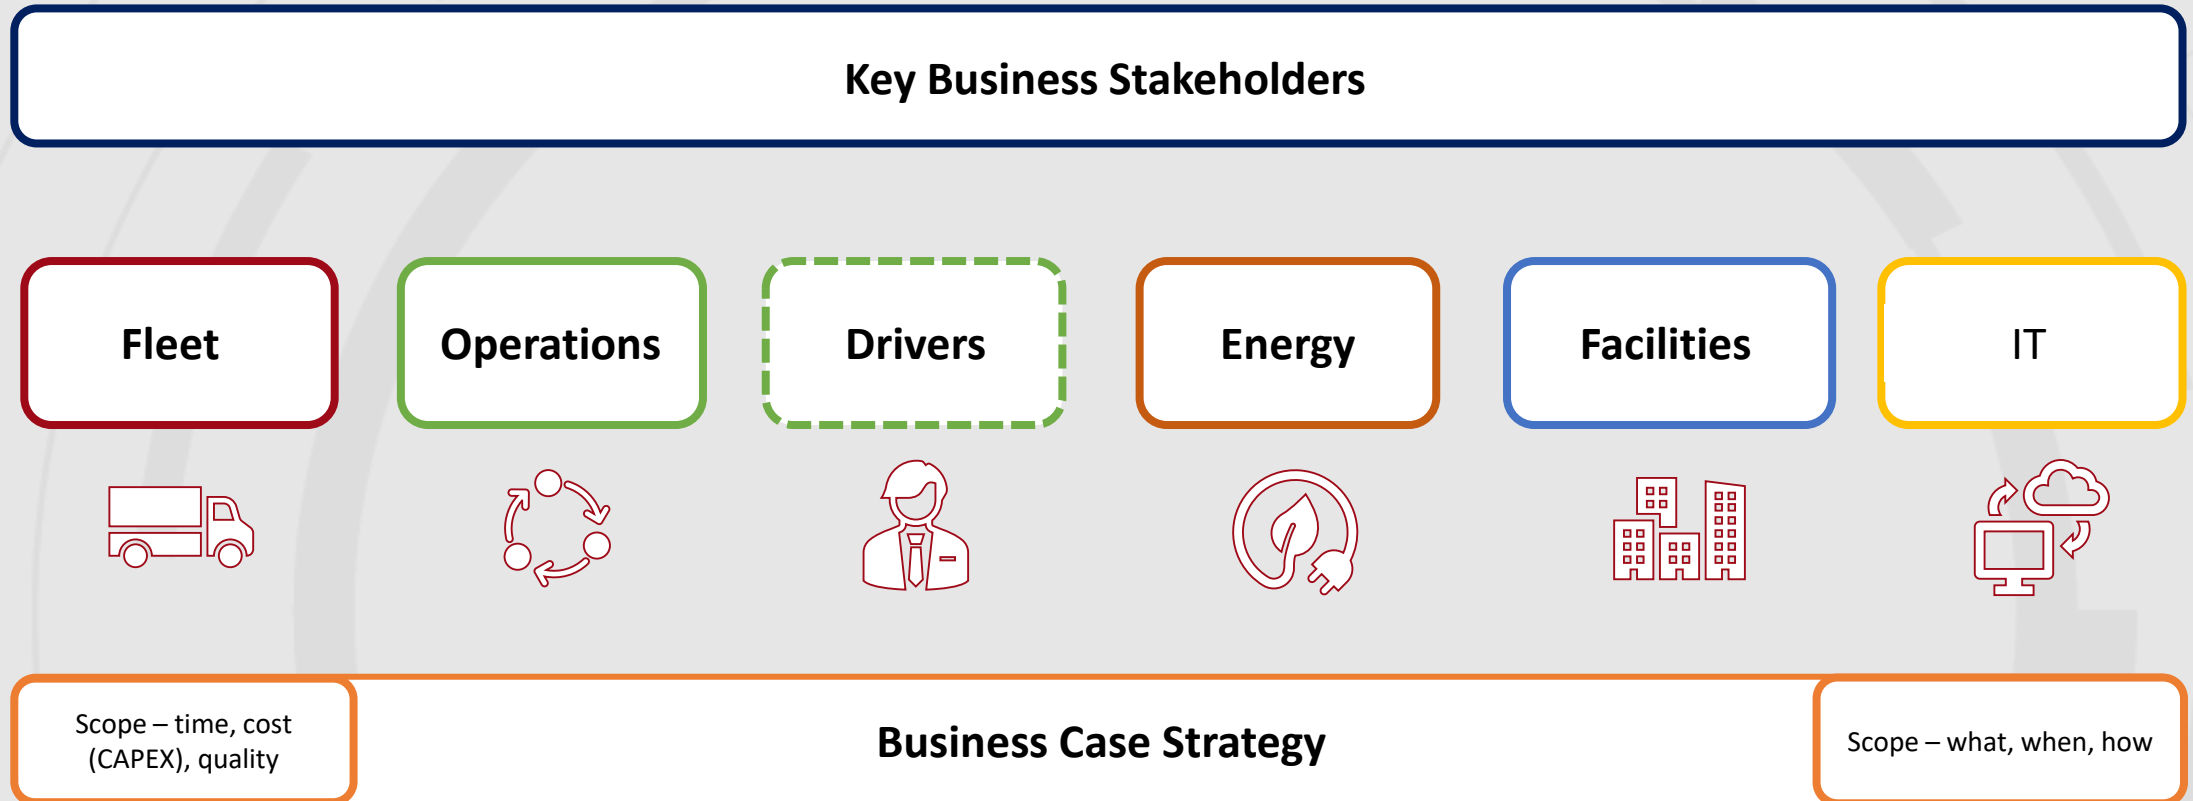 Key Business Stakeholders
Fleet
Operations
Drivers
Energy
Facilities
IT
Scope – time, cost
(CAPEX), quality
Business Case Strategy
Scope – what, when, how